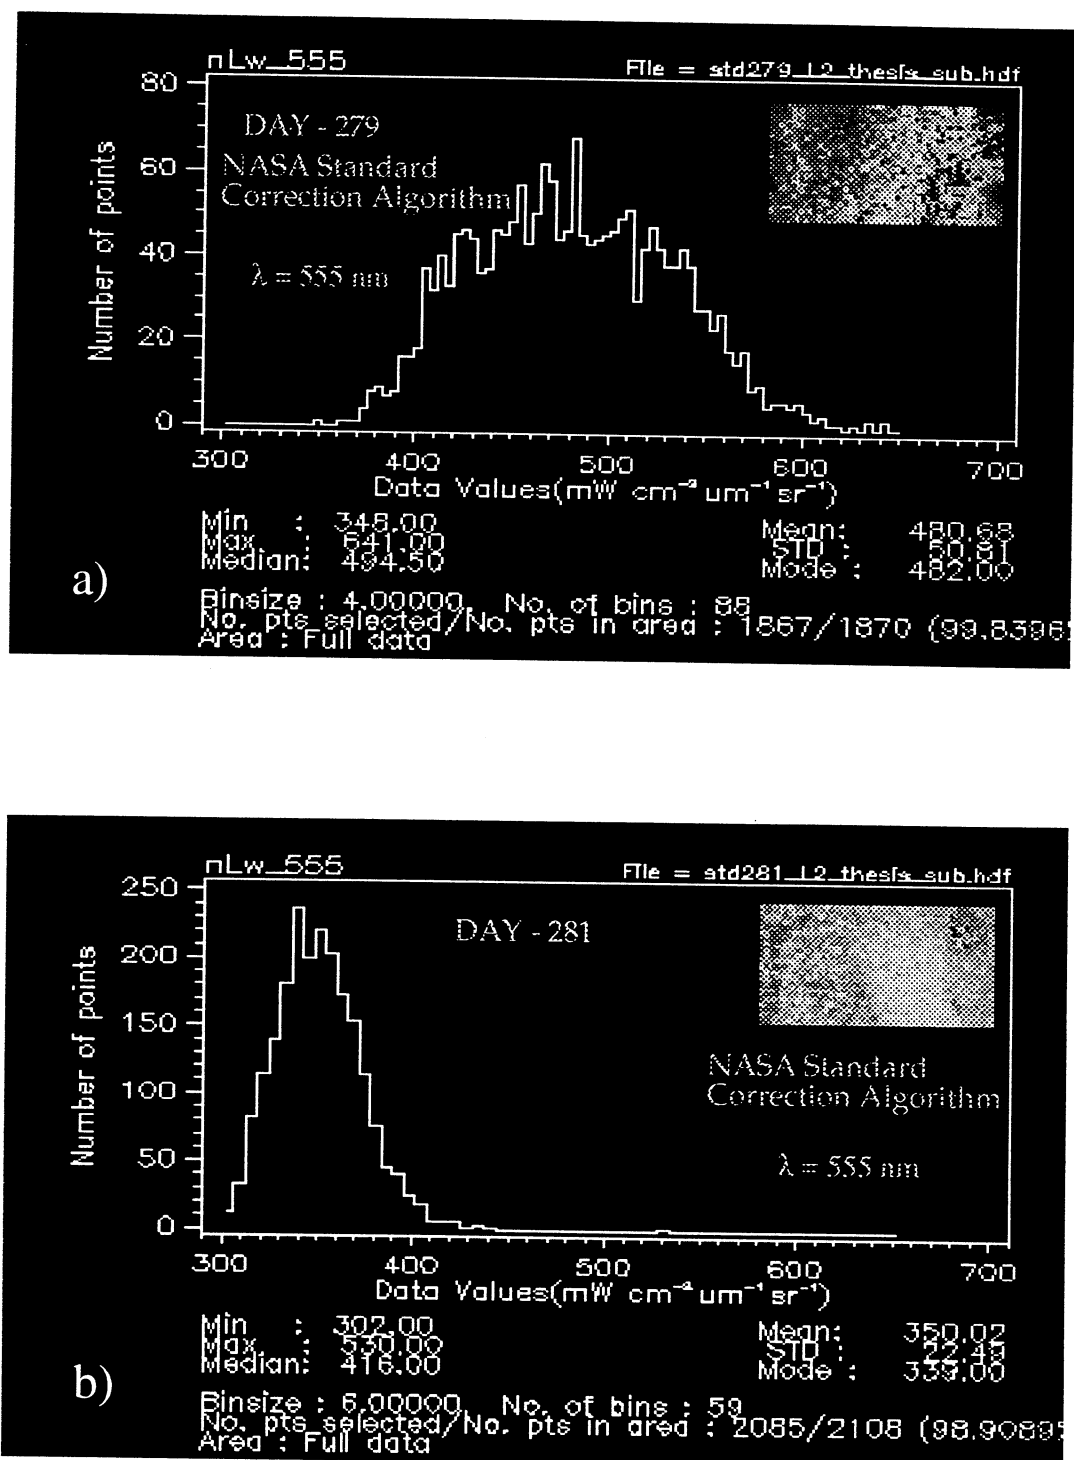 nLw_555
File = std279_L2_thesis_sub.hdf
80
60
40
20
0
Number of points
DAY - 279
NASA Standard
Correction Algorithm
λ = 555 nm
300 400 500 600 700
Data Values(mW cm⁻² um⁻¹ sr⁻¹)
Min : 348.00 Mean: 480.68
Max : 641.00 STD : 50.81
Median: 494.50 Mode : 482.00
a)
Binsize : 4.00000, No. of bins : 88
No. pts selected/No. pts in area : 1867/1870 (99.8396
Area : Full data
nLw_555
File = std281_L2_thesis_sub.hdf
250
200
150
100
50
0
Number of points
DAY - 281
NASA Standard
Correction Algorithm
λ = 555 nm
300 400 500 600 700
Data Values(mW cm⁻² um⁻¹ sr⁻¹)
Min : 302.00 Mean: 350.02
Max : 530.00 STD : 22.49
Median: 416.00 Mode : 339.00
b)
Binsize : 6.00000, No. of bins : 59
No. pts selected/No. pts in area : 2085/2108 (98.9089
Area : Full data